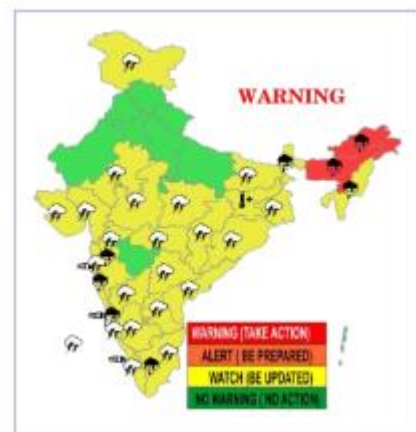 WARNING
WARNING (TAKE ACTION)
ALERT ( BE PREPARED)
WATCH (BE UPDATED)
NO WARNING ( NO ACTION)